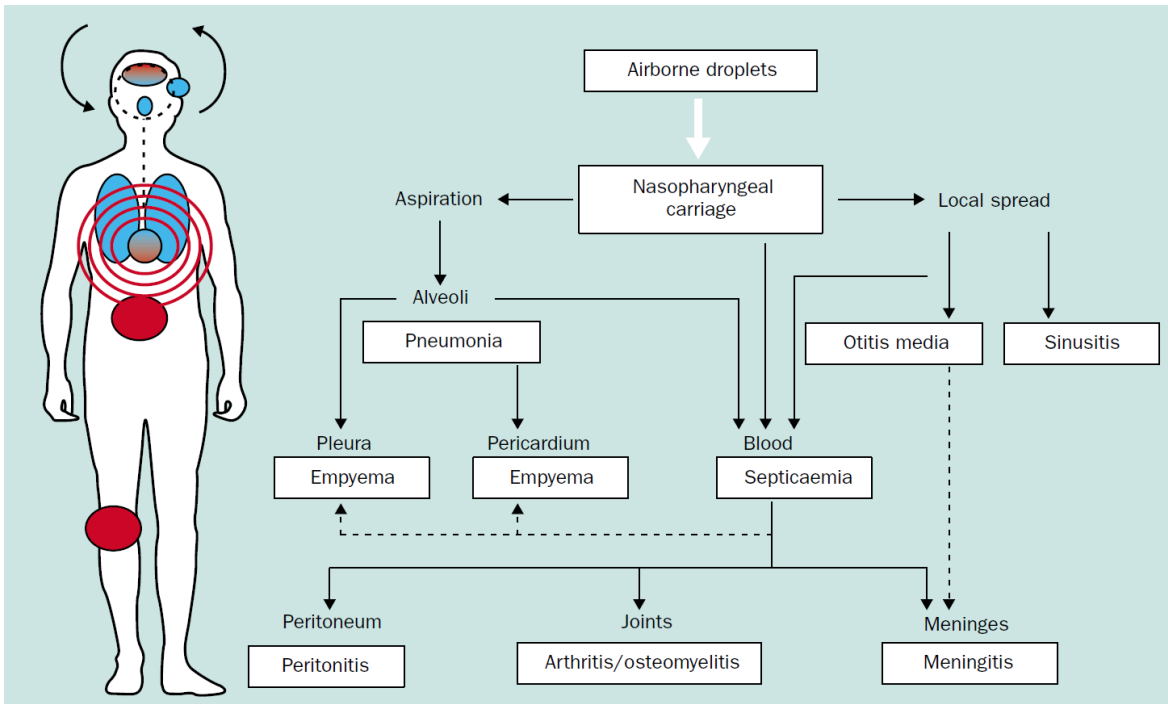 Airborne droplets
Nasopharyngeal
carriage
Aspiration
Local spread
Alveoli
Pneumonia
Otitis media
Sinusitis
Pleura
Pericardium
Blood
Empyema
Empyema
Septicaemia
Peritoneum
Joints
Meninges
Peritonitis
Arthritis/osteomyelitis
Meningitis